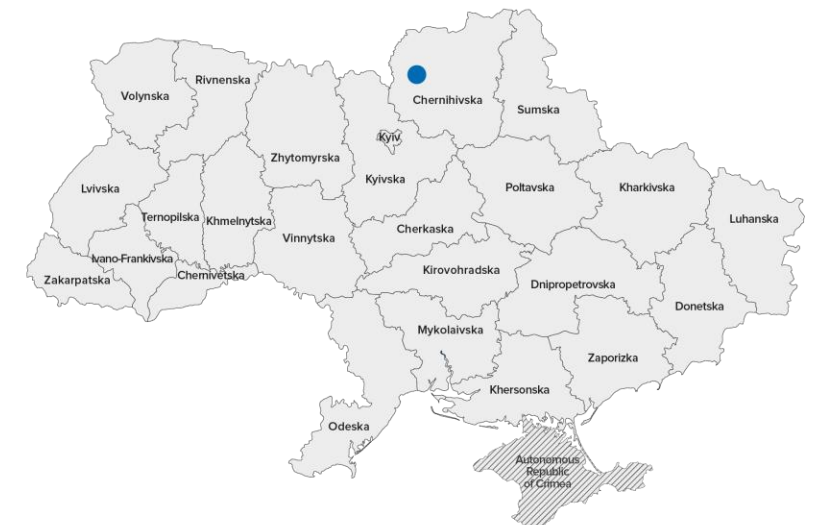 Volynska
Rivnenska
Chernihivska
Sumska
Kyiv
Zhytomyrska
Kyivska
Lvivska
Ternopilska
Khmelnytska
Vinnytska
Cherkaska
Poltavska
Kharkivska
Luhanska
Ivano-Frankivska
Zakarpatska
Chernivetska
Kirovohradska
Dnipropetrovska
Donetska
Mykolaivska
Zaporizka
Khersonska
Odeska
Autonomous
Republic
of Crimea